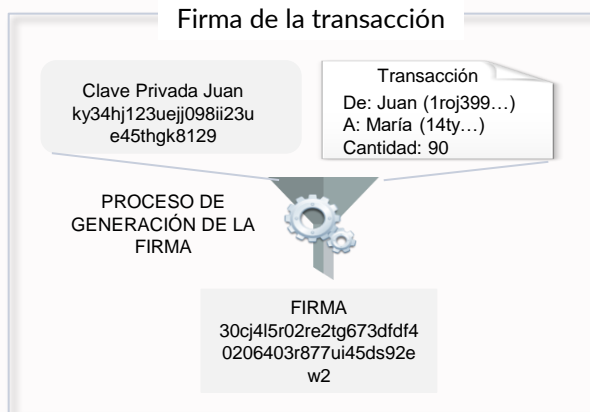 Firma de la transacción
Clave Privada Juan
ky34hj123uejj098ii23u
e45thgk8129
Transacción
De: Juan (1roj399…)
A: María (14ty…)
Cantidad: 90
PROCESO DE
GENERACIÓN DE LA
FIRMA
FIRMA
30cj4l5r02re2tg673dfdf4
0206403r877ui45ds92e
w2